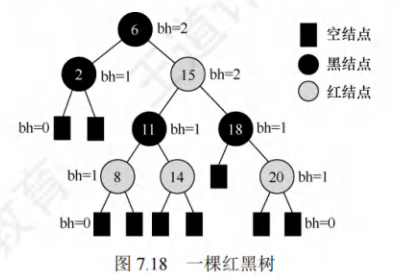 6 bh=2
空结点
2 bh=1
15 bh=2
黑结点
红结点
bh=0
11 bh=1
18 bh=1
bh=1 8
14
20 bh=1
bh=0
bh=0
图 7.18 一棵红黑树